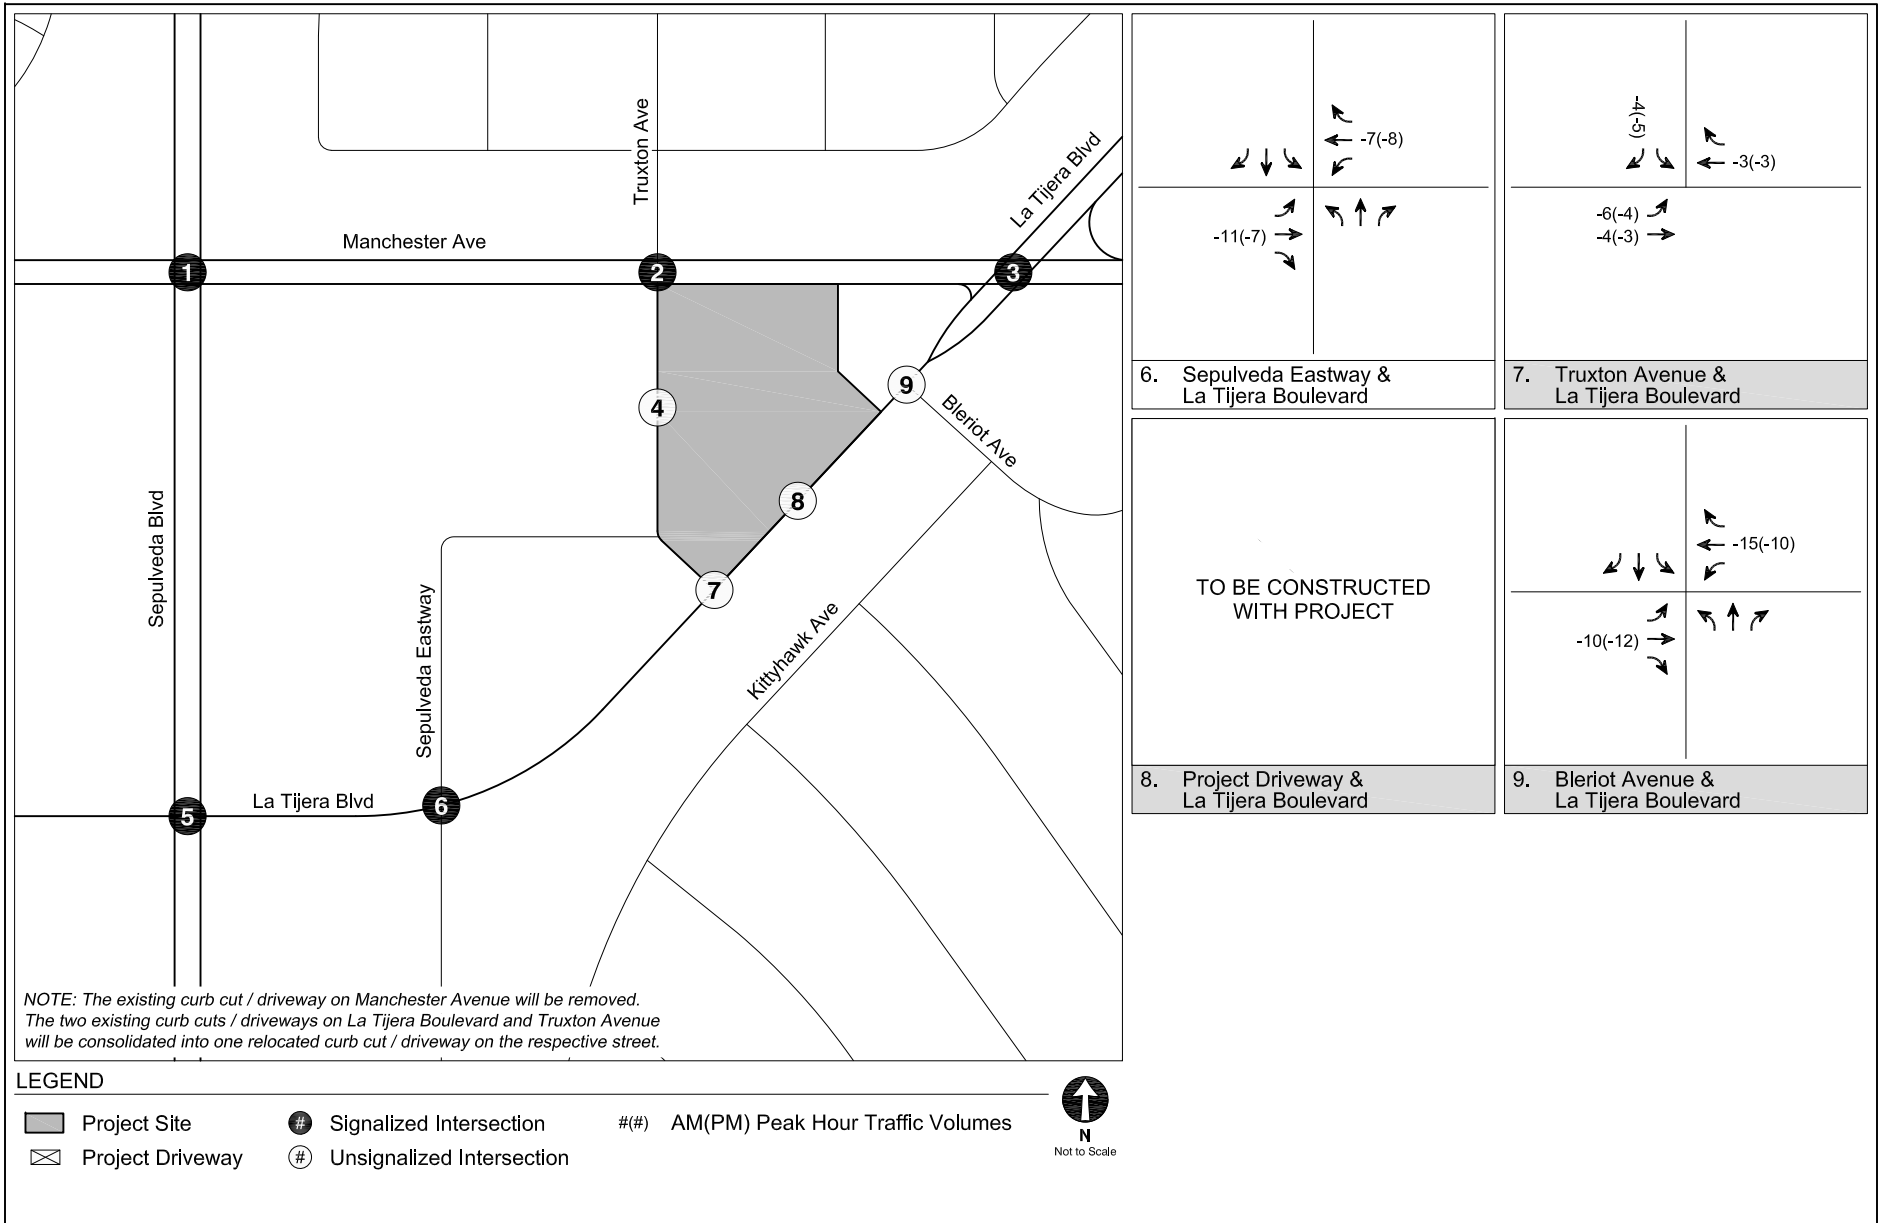 Truxton Ave
La Tijera Blvd
Manchester Ave
1
2
3
4
9
Bleriot Ave
8
Sepulveda Blvd
7
Sepulveda Eastway
Kittyhawk Ave
La Tijera Blvd
5
6
NOTE: The existing curb cut / driveway on Manchester Avenue will be removed.
The two existing curb cuts / driveways on La Tijera Boulevard and Truxton Avenue
will be consolidated into one relocated curb cut / driveway on the respective street.
-7(-8)
-11(-7)
6. Sepulveda Eastway &
La Tijera Boulevard
-4(-5)
-3(-3)
-6(-4)
-4(-3)
7. Truxton Avenue &
La Tijera Boulevard
TO BE CONSTRUCTED
WITH PROJECT
8. Project Driveway &
La Tijera Boulevard
-15(-10)
-10(-12)
9. Bleriot Avenue &
La Tijera Boulevard
LEGEND
Project Site
# Signalized Intersection
#(#) AM(PM) Peak Hour Traffic Volumes
Project Driveway
# Unsignalized Intersection
N
Not to Scale